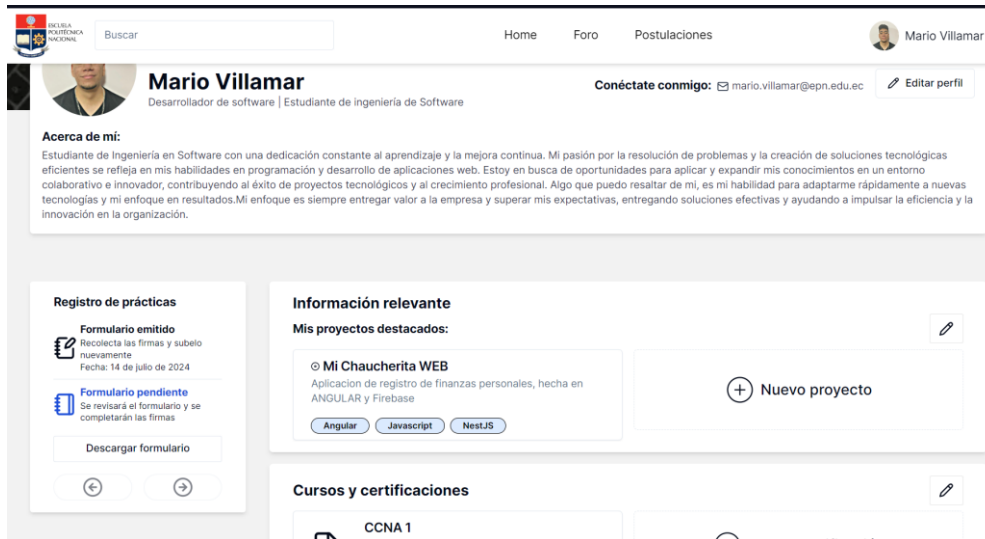 ESCUELA
POLITÉCNICA
NACIONAL
Buscar
Home
Foro
Postulaciones
Mario Villamar
Mario Villamar
Desarrollador de software | Estudiante de ingeniería de Software
Conéctate conmigo: mario.villamar@epn.edu.ec
Editar perfil
Acerca de mí:
Estudiante de Ingeniería en Software con una dedicación constante al aprendizaje y la mejora continua. Mi pasión por la resolución de problemas y la creación de soluciones tecnológicas
eficientes se refleja en mis habilidades en programación y desarrollo de aplicaciones web. Estoy en busca de oportunidades para aplicar y expandir mis conocimientos en un entorno
colaborativo e innovador, contribuyendo al éxito de proyectos tecnológicos y al crecimiento profesional. Algo que puedo resaltar de mi, es mi habilidad para adaptarme rápidamente a nuevas
tecnologías y mi enfoque en resultados.Mi enfoque es siempre entregar valor a la empresa y superar mis expectativas, entregando soluciones efectivas y ayudando a impulsar la eficiencia y la
innovación en la organización.
Registro de prácticas
Formulario emitido
Recolecta las firmas y subelo
nuevamente
Fecha: 14 de julio de 2024
Formulario pendiente
Se revisará el formulario y se
completarán las firmas
Descargar formulario
Información relevante
Mis proyectos destacados:
Mi Chaucherita WEB
Aplicacion de registro de finanzas personales, hecha en
ANGULAR y Firebase
Angular
Javascript
NestJS
Nuevo proyecto
Cursos y certificaciones
CCNA 1